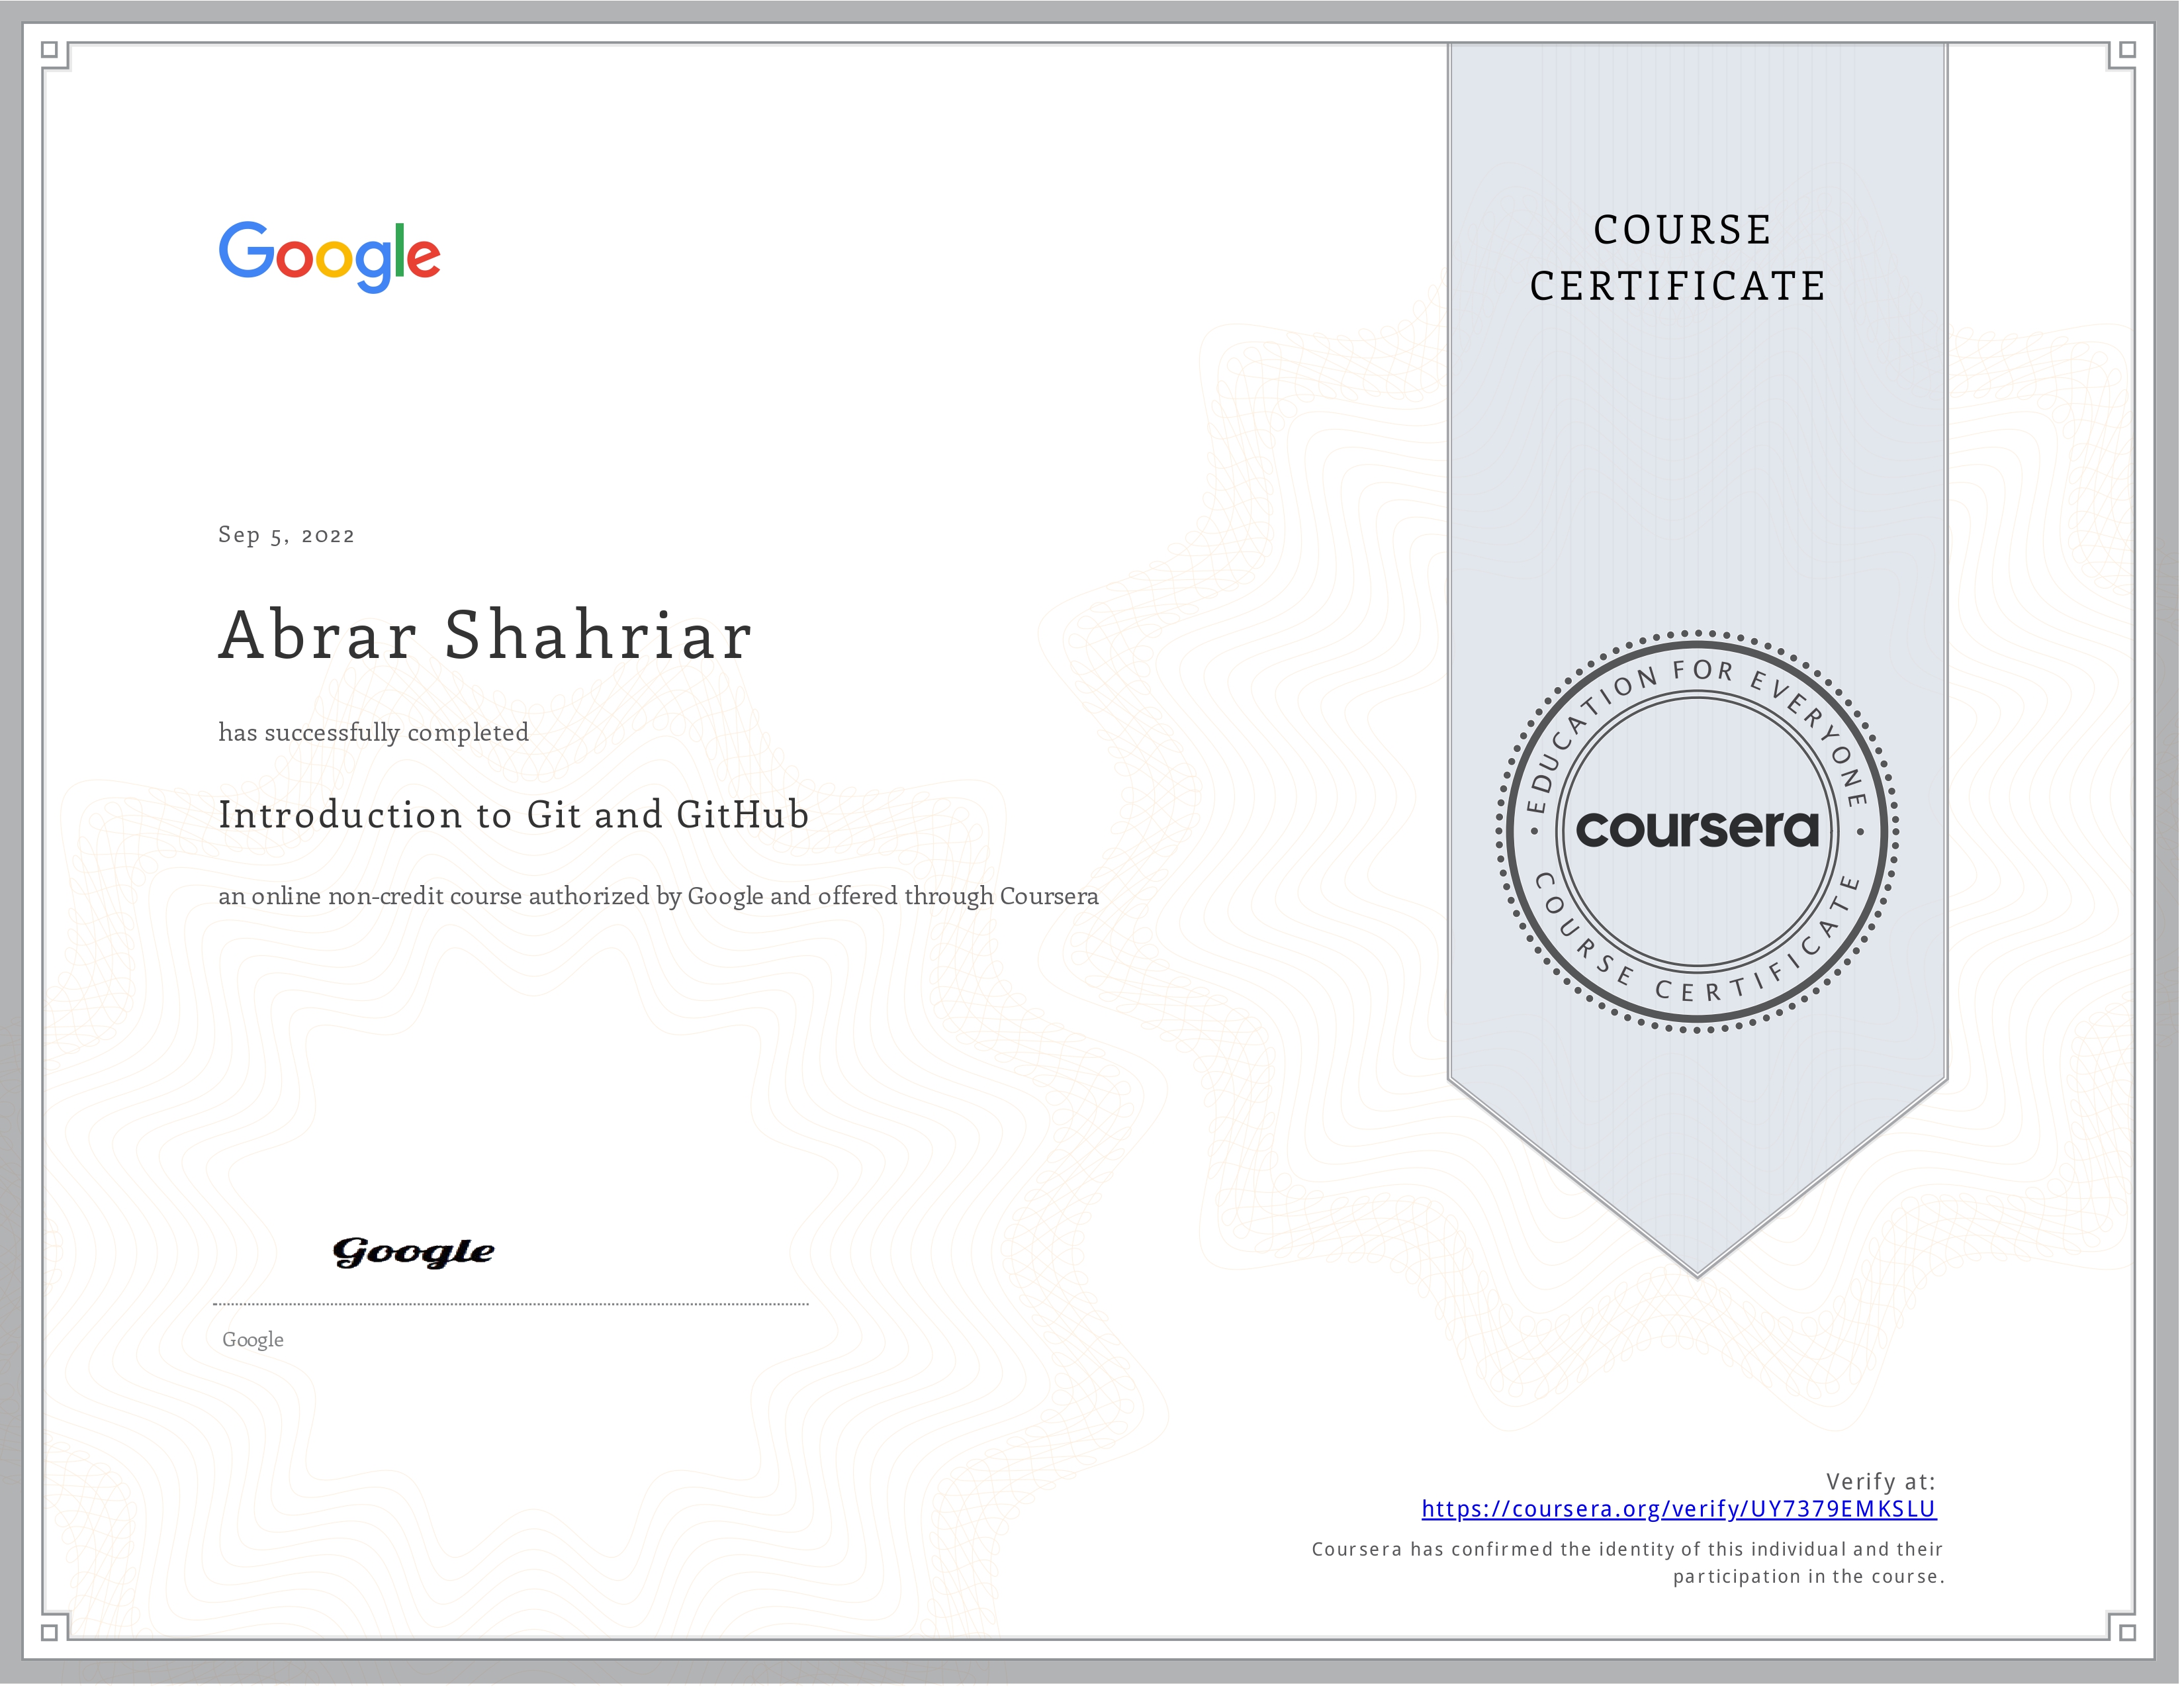 Google
COURSE
CERTIFICATE
Sep 5, 2022
Abrar Shahriar
has successfully completed
Introduction to Git and GitHub
an online non-credit course authorized by Google and offered through Coursera
EDUCATION FOR EVERYONE
coursera
COURSE CERTIFICATE
Google
Google
Verify at:
https://coursera.org/verify/UY7379EMKSLU
Coursera has confirmed the identity of this individual and their
participation in the course.